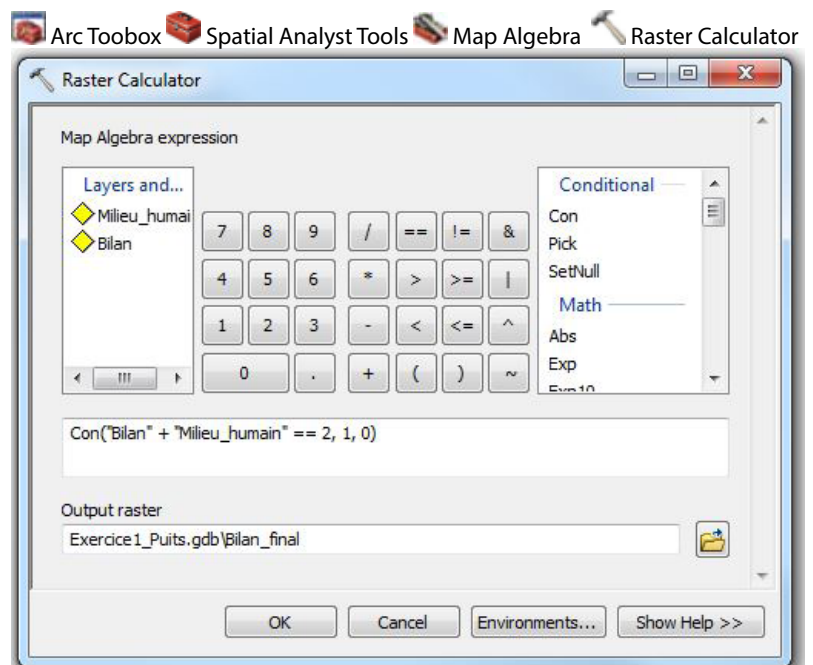 Arc Toobox Spatial Analyst Tools Map Algebra Raster Calculator
Raster Calculator
Map Algebra expression
Layers and...
Milieu_humai
Bilan
7 8 9 / == != &
4 5 6 * > >= |
1 2 3 - < <= ^
0 . + ( ) ~
Conditional
Con
Pick
SetNull
Math
Abs
Exp
Exp10
Con("Bilan" + "Milieu_humain" == 2, 1, 0)
Output raster
Exercice1_Puits.gdb\Bilan_final
OK Cancel Environments... Show Help >>